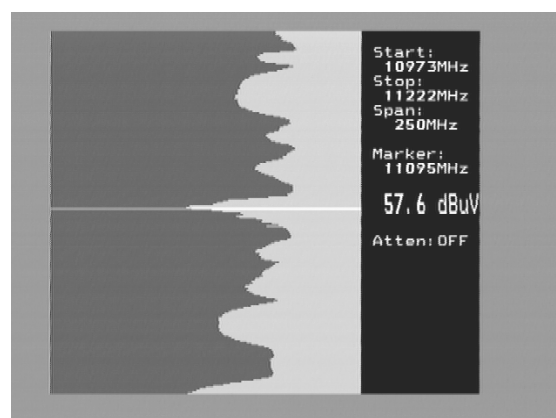 Start:
10973MHz
Stop:
11222MHz
Span:
250MHz
Marker:
11095MHz
57.6 dBuV
Atten:OFF